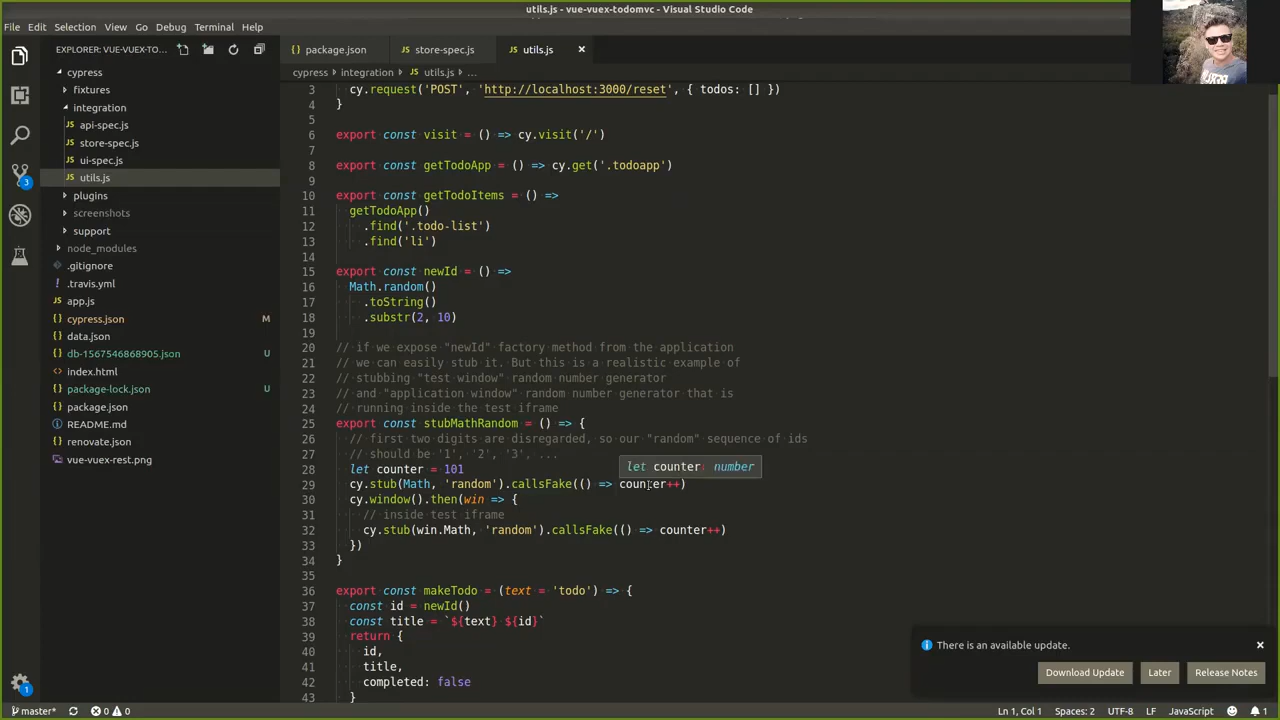 utils.js - vue-vuex-todomvc - Visual Studio Code
File Edit Selection View Go Debug Terminal Help
EXPLORER: VUE-VUEX-TO...
package.json
store-spec.js
utils.js
cypress › integration › utils.js › ...
cypress
fixtures
integration
api-spec.js
store-spec.js
ui-spec.js
utils.js
plugins
screenshots
support
node_modules
.gitignore
.travis.yml
app.js
cypress.json M
data.json
db-1567546868905.json U
index.html
package-lock.json U
package.json
README.md
renovate.json
vue-vuex-rest.png
3 cy.request('POST', 'http://localhost:3000/reset', { todos: [] })
4 }
5
6 export const visit = () => cy.visit('/')
7
8 export const getTodoApp = () => cy.get('.todoapp')
9
10 export const getTodoItems = () =>
11 getTodoApp()
12 .find('.todo-list')
13 .find('li')
14
15 export const newId = () =>
16 Math.random()
17 .toString()
18 .substr(2, 10)
19
20 // if we expose "newId" factory method from the application
21 // we can easily stub it. But this is a realistic example of
22 // stubbing "test window" random number generator
23 // and "application window" random number generator that is
24 // running inside the test iframe
25 export const stubMathRandom = () => {
26 // first two digits are disregarded, so our "random" sequence of ids
27 // should be '1', '2', '3', ...
28 let counter = 101
let counter: number
29 cy.stub(Math, 'random').callsFake(() => counter++)
30 cy.window().then(win => {
31 // inside test iframe
32 cy.stub(win.Math, 'random').callsFake(() => counter++)
33 })
34 }
35
36 export const makeTodo = (text = 'todo') => {
37 const id = newId()
38 const title = `${text} ${id}`
39 return {
40 id,
41 title,
42 completed: false
43 }
There is an available update.
Download Update Later Release Notes
3
1
master* 0 0 Ln 1, Col 1 Spaces: 2 UTF-8 LF JavaScript 1